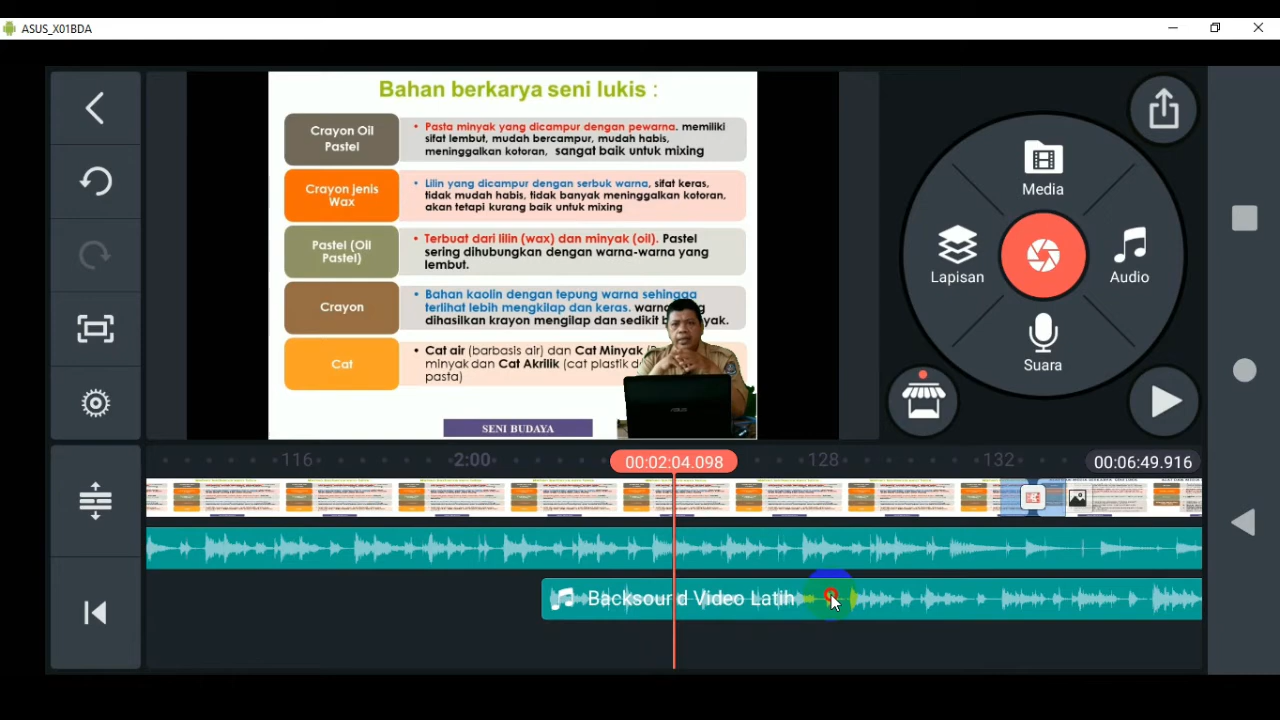 ASUS_X01BDA
Bahan berkarya seni lukis :
Crayon Oil
Pastel
• Pasta minyak yang dicampur dengan pewarna. memiliki
sifat lembut, mudah bercampur, mudah habis,
meninggalkan kotoran, sangat baik untuk mixing
Crayon jenis
Wax
• Lilin yang dicampur dengan serbuk warna, sifat keras,
tidak mudah habis, tidak banyak meninggalkan kotoran,
akan tetapi kurang baik untuk mixing
Pastel (Oil
Pastel)
• Terbuat dari lilin (wax) dan minyak (oil). Pastel
sering dihubungkan dengan warna-warna yang
lembut.
Crayon
• Bahan kaolin dengan tepung warna sehingga
terlihat lebih mengkilap dan keras. warna
dihasilkan krayon mengilap dan sedikit
Cat
• Cat air (barbasis air) dan Cat Minyak
minyak dan Cat Akrilik (cat plastik
pasta)
SENI BUDAYA
ASUS
Media
Lapisan
Audio
Suara
116
2:00
00:02:04.098
128
132
00:06:49.916
Backsound Video Latih